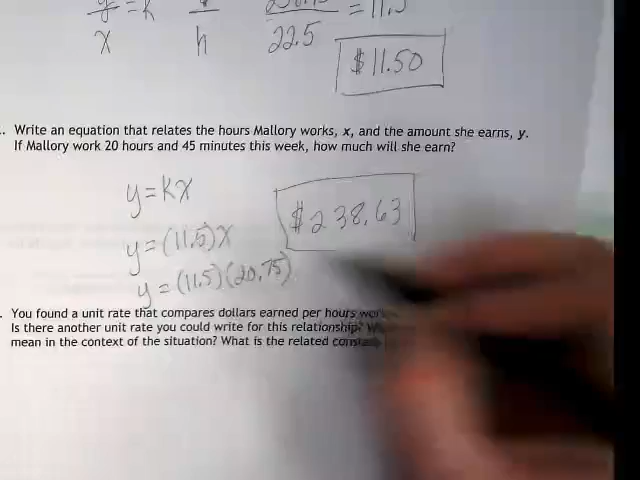 y/x = k
h
22.5
= 11.5
$11.50
Write an equation that relates the hours Mallory works, x, and the amount she earns, y.
If Mallory work 20 hours and 45 minutes this week, how much will she earn?
y = kx
$238.63
y = (11.5)x
y = (11.5)(20.75)
You found a unit rate that compares dollars earned per hours
Is there another unit rate you could write for this relationship?
mean in the context of the situation? What is the related